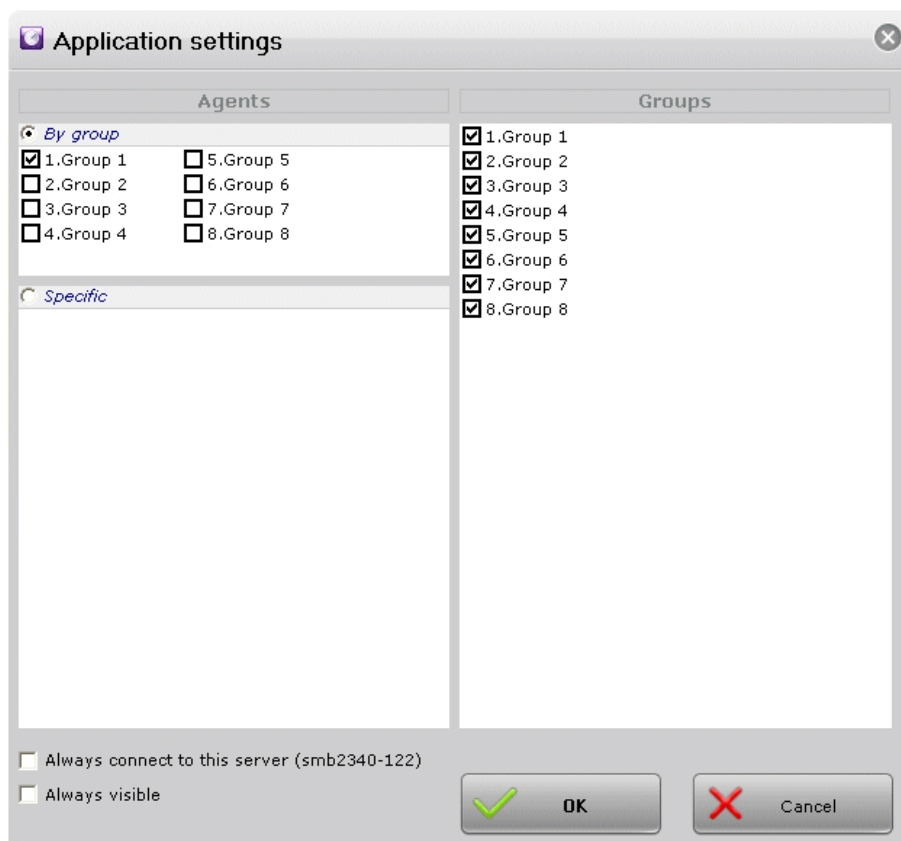 Application settings
Agents
By group
1.Group 1
2.Group 2
3.Group 3
4.Group 4
5.Group 5
6.Group 6
7.Group 7
8.Group 8
Specific
Groups
1.Group 1
2.Group 2
3.Group 3
4.Group 4
5.Group 5
6.Group 6
7.Group 7
8.Group 8
Always connect to this server (smb2340-122)
Always visible
OK
Cancel